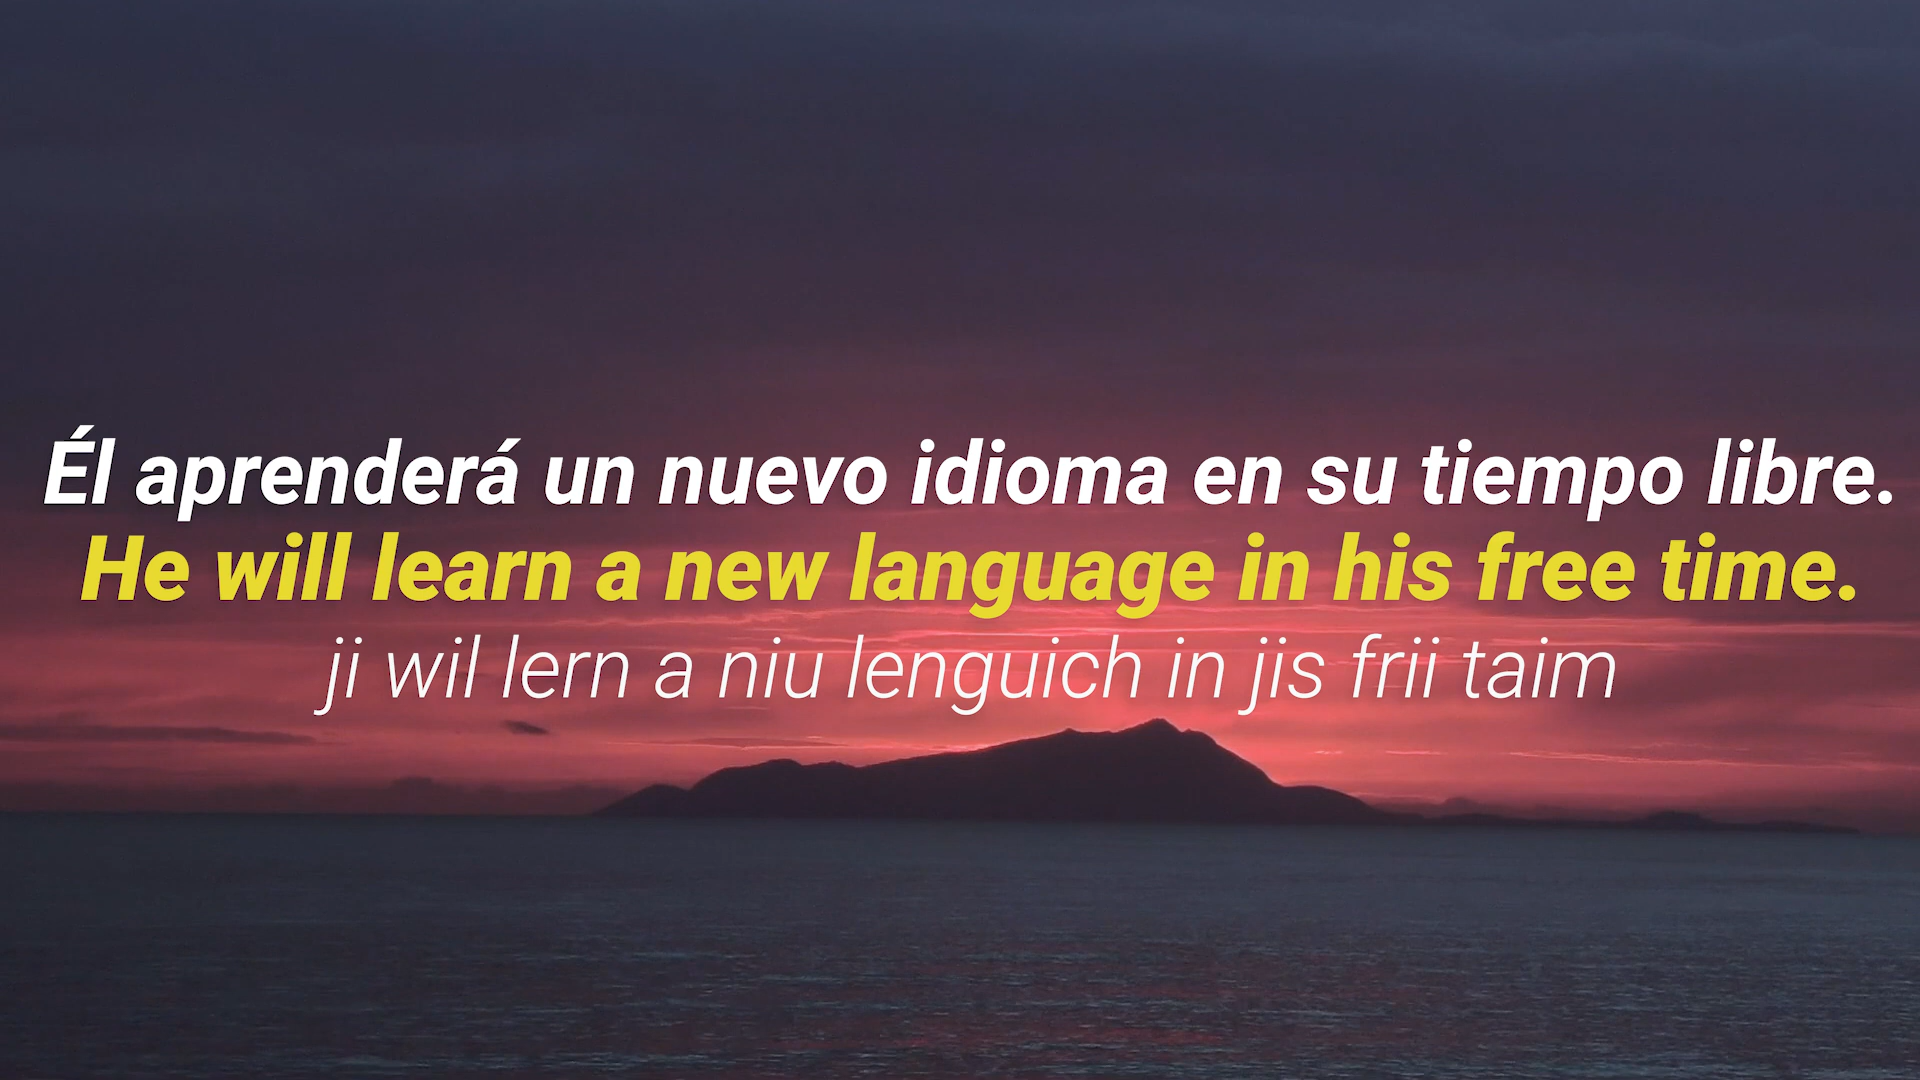 Él aprenderá un nuevo idioma en su tiempo libre.
He will learn a new language in his free time.
ji wil lern a niu lenguich in jis frii taim